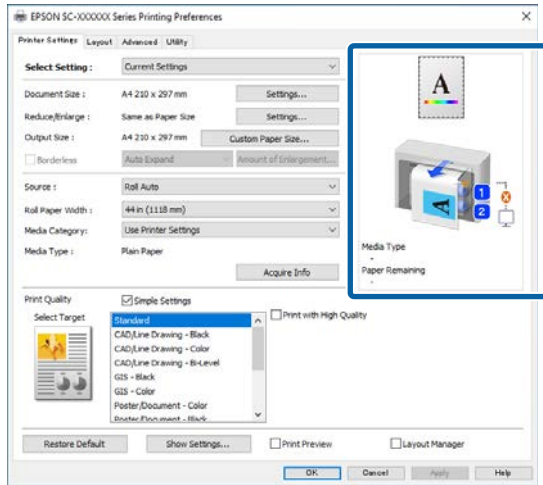 EPSON SC-XXXXXX Series Printing Preferences
Printer Settings Layout Advanced Utility
Select Setting : Current Settings
Document Size : A4 210 x 297 mm Settings...
Reduce/Enlarge : Same as Paper Size Settings...
Output Size : A4 210 x 297 mm Custom Paper Size...
Borderless Auto Expand Amount of Enlargement...
Source : Roll Auto
Roll Paper Width : 44 in (1118 mm)
Media Category: Use Printer Settings
Media Type : Plain Paper
Acquire Info
A
1
2
Media Type
-
Paper Remaining
-
Print Quality Simple Settings
Select Target
Standard
CAD/Line Drawing - Black
CAD/Line Drawing - Color
CAD/Line Drawing - Bi-Level
GIS - Black
GIS - Color
Poster/Document - Color
Poster/Document - Black
Print with High Quality
Restore Default Show Settings... Print Preview Layout Manager
OK Cancel Apply Help